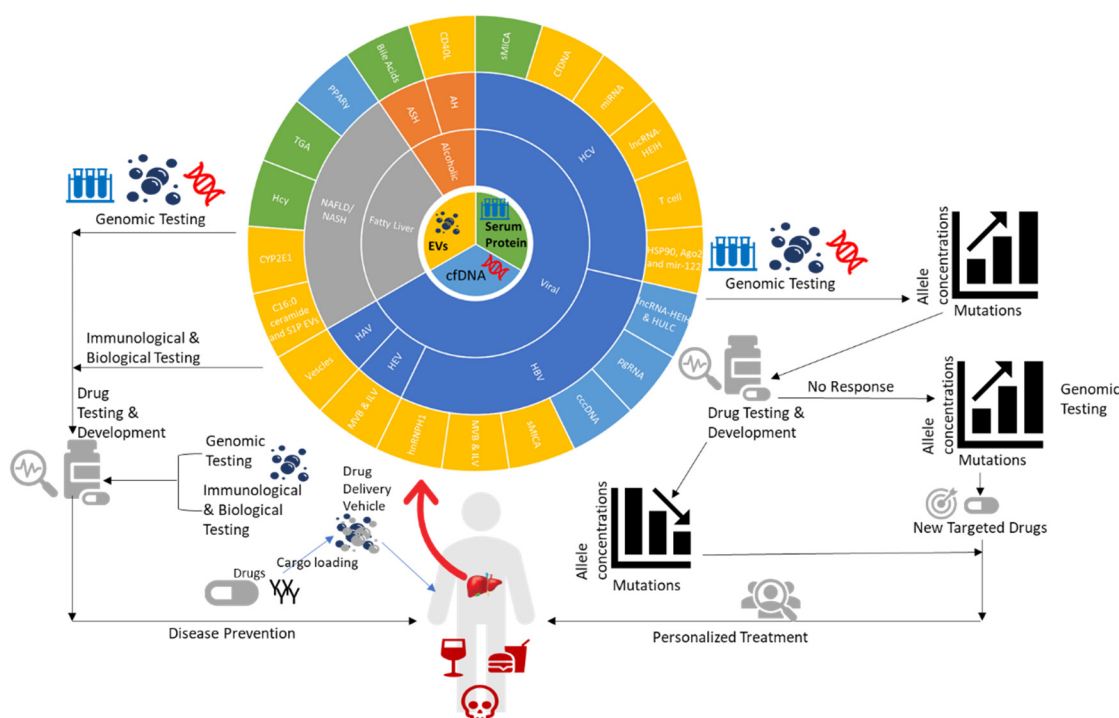 CD40L
sMICA
CfDNA
miRNA
lncRNA-
HEIH
T cell
HSP90, Ago2
and mir-122
lncRNA-HEIH
& HULC
pgRNA
cccDNA
sMICA
MVB & ILV
hnRNPH1
MVB & ILV
Vescles
C16:0
ceramide
and S1P EVs
CYP2E1
Hcy
TGA
PPARγ
Bile Acids
ASH
AH
HCV
HBV
HEV
HAV
NAFLD/
NASH
Alcoholic
Fatty Liver
Viral
EVs
Serum
Protein
cfDNA
Genomic Testing
Immunological &
Biological Testing
Drug
Testing &
Development
Genomic
Testing
Immunological
& Biological
Testing
Drug
Delivery
Vehicle
Cargo loading
Drugs
Disease Prevention
Genomic Testing
Allele
concentrations
Mutations
Drug Testing &
Development
No Response
Allele
concentrations
Mutations
Genomic
Testing
New Targeted Drugs
Allele
concentrations
Mutations
Personalized Treatment